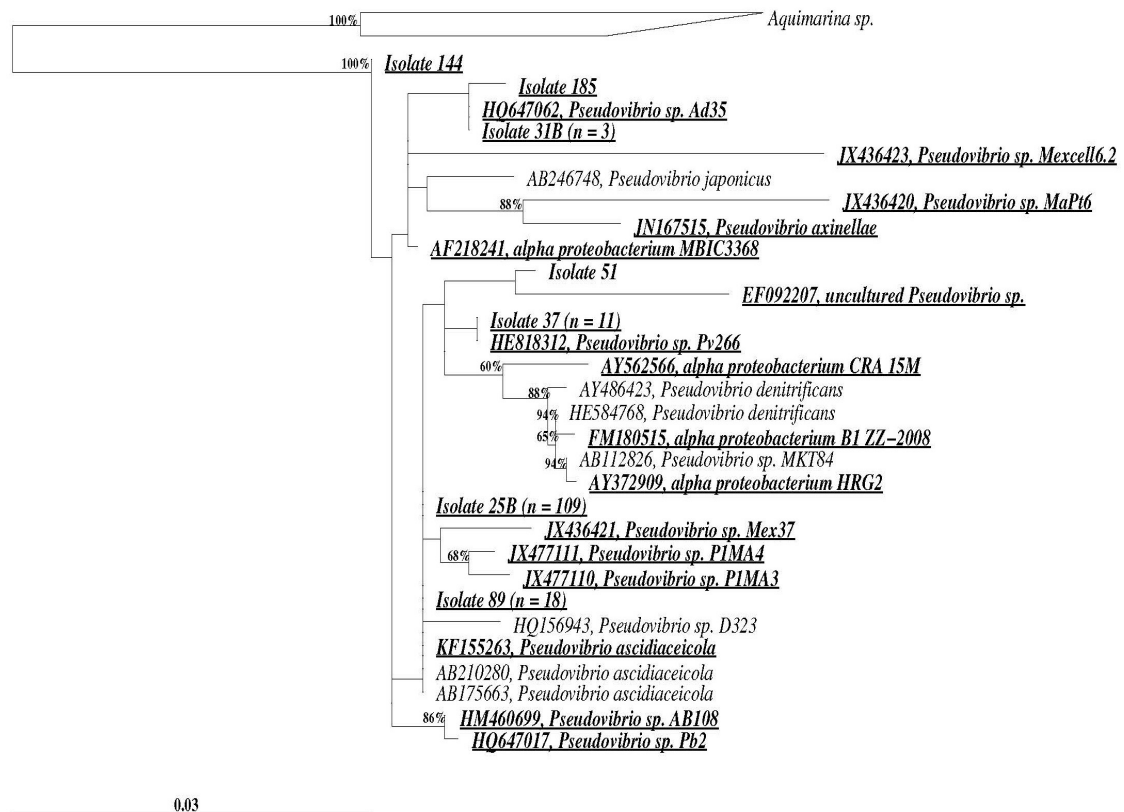 100% Aquimarina sp.
100% Isolate 144
Isolate 185
HQ647062, Pseudovibrio sp. Ad35
Isolate 31B (n = 3)
JX436423, Pseudovibrio sp. Mexcell6.2
AB246748, Pseudovibrio japonicus
88% JX436420, Pseudovibrio sp. MaPt6
JN167515, Pseudovibrio axinellae
AF218241, alpha proteobacterium MBIC3368
Isolate 51
EF092207, uncultured Pseudovibrio sp.
Isolate 37 (n = 11)
HE818312, Pseudovibrio sp. Pv266
60% AY562566, alpha proteobacterium CRA 15M
88% AY486423, Pseudovibrio denitrificans
94% HE584768, Pseudovibrio denitrificans
65% FM180515, alpha proteobacterium B1 ZZ-2008
94% AB112826, Pseudovibrio sp. MKT84
AY372909, alpha proteobacterium HRG2
Isolate 25B (n = 109)
JX436421, Pseudovibrio sp. Mex37
68% JX477111, Pseudovibrio sp. P1MA4
JX477110, Pseudovibrio sp. P1MA3
Isolate 89 (n = 18)
HQ156943, Pseudovibrio sp. D323
KF155263, Pseudovibrio ascidiaceicola
AB210280, Pseudovibrio ascidiaceicola
AB175663, Pseudovibrio ascidiaceicola
86% HM460699, Pseudovibrio sp. AB108
HQ647017, Pseudovibrio sp. Pb2
0.03